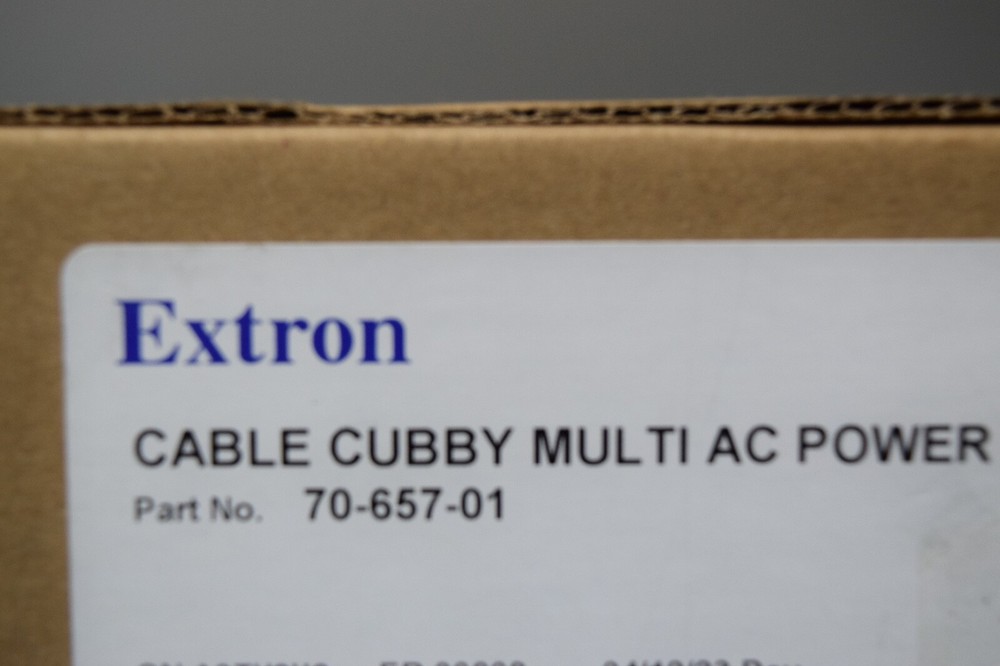 Extron
CABLE CUBBY MULTI AC POWER
Part No. 70-657-01